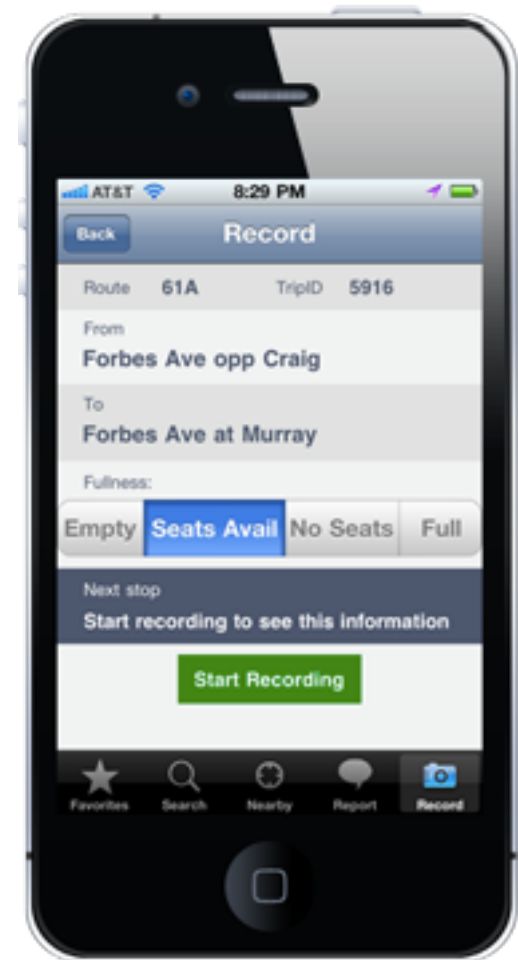 AT&T 8:29 PM
Back Record
Route 61A TripID 5916
From
Forbes Ave opp Craig
To
Forbes Ave at Murray
Fullness:
Empty Seats Avail No Seats Full
Next stop
Start recording to see this information
Start Recording
Favorites Search Nearby Report Record